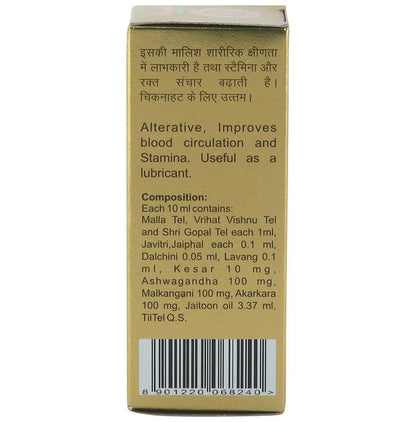 इसकी मालिश शारीरिक क्षीणता
में लाभकारी है तथा स्टैमिना और
रक्त संचार बढ़ाती है।
चिकनाहट के लिए उत्तम।
Alterative, Improves
blood circulation and
Stamina. Useful as a
lubricant.
Composition:
Each 10 ml contains:
Malla Tel, Vrihat Vishnu Tel
and Shri Gopal Tel each 1ml,
Javitri,Jaiphal each 0.1 ml,
Dalchini 0.05 ml, Lavang 0.1
ml, Kesar 10 mg,
Ashwagandha 100 mg,
Malkangani 100 mg, Akarkara
100 mg, Jaitoon oil 3.37 ml,
TilTel Q.S.
8 901220 068240 >